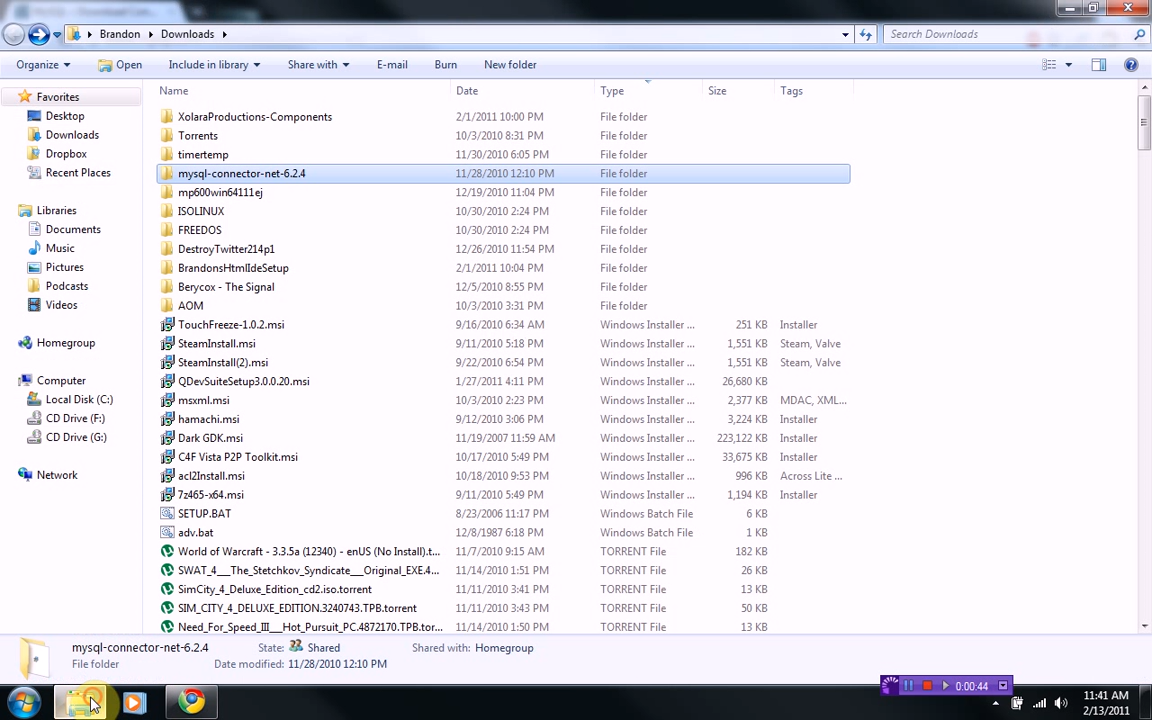 Brandon Downloads
Search Downloads
Organize Open Include in library Share with E-mail Burn New folder
Name Date Type Size Tags
Favorites
Desktop
Downloads
Dropbox
Recent Places
Libraries
Documents
Music
Pictures
Podcasts
Videos
Homegroup
Computer
Local Disk (C:)
CD Drive (F:)
CD Drive (G:)
Network
XolaraProductions-Components 2/1/2011 10:00 PM File folder
Torrents 10/3/2010 8:31 PM File folder
timertemp 11/30/2010 6:05 PM File folder
mysql-connector-net-6.2.4 11/28/2010 12:10 PM File folder
mp600win64111ej 12/19/2010 11:04 PM File folder
ISOLINUX 10/30/2010 2:24 PM File folder
FREEDOS 10/30/2010 2:24 PM File folder
DestroyTwitter214p1 12/26/2010 11:54 PM File folder
BrandonsHtmlIdeSetup 2/1/2011 10:04 PM File folder
Berycox - The Signal 12/5/2010 8:55 PM File folder
AOM 10/3/2010 3:31 PM File folder
TouchFreeze-1.0.2.msi 9/16/2010 6:34 AM Windows Installer ... 251 KB Installer
SteamInstall.msi 9/11/2010 5:18 PM Windows Installer ... 1,551 KB Steam, Valve
SteamInstall(2).msi 9/22/2010 6:54 PM Windows Installer ... 1,551 KB Steam, Valve
QDevSuiteSetup3.0.0.20.msi 1/27/2011 4:11 PM Windows Installer ... 26,680 KB
msxml.msi 10/3/2010 2:23 PM Windows Installer ... 2,377 KB MDAC, XML...
hamachi.msi 9/12/2010 3:06 PM Windows Installer ... 3,224 KB Installer
Dark GDK.msi 11/19/2007 11:59 AM Windows Installer ... 223,122 KB Installer
C4F Vista P2P Toolkit.msi 10/17/2010 5:49 PM Windows Installer ... 33,675 KB Installer
acl2Install.msi 10/18/2010 9:53 PM Windows Installer ... 996 KB Across Lite ...
7z465-x64.msi 9/11/2010 5:49 PM Windows Installer ... 1,194 KB Installer
SETUP.BAT 8/23/2006 11:17 PM Windows Batch File 6 KB
adv.bat 12/8/1987 6:18 PM Windows Batch File 1 KB
World of Warcraft - 3.3.5a (12340) - enUS (No Install).t... 11/7/2010 9:15 AM TORRENT File 182 KB
SWAT_4__The_Stetchkov_Syndicate__Original_EXE.4... 11/14/2010 1:51 PM TORRENT File 26 KB
SimCity_4_Deluxe_Edition_cd2.iso.torrent 11/11/2010 3:41 PM TORRENT File 13 KB
SIM_CITY_4_DELUXE_EDITION.3240743.TPB.torrent 11/11/2010 3:43 PM TORRENT File 50 KB
Need_For_Speed_III__Hot_Pursuit_PC.4872170.TPB.tor... 11/14/2010 1:50 PM TORRENT File 13 KB
mysql-connector-net-6.2.4 State: Shared Shared with: Homegroup
File folder Date modified: 11/28/2010 12:10 PM
0:00:44
11:41 AM
2/13/2011